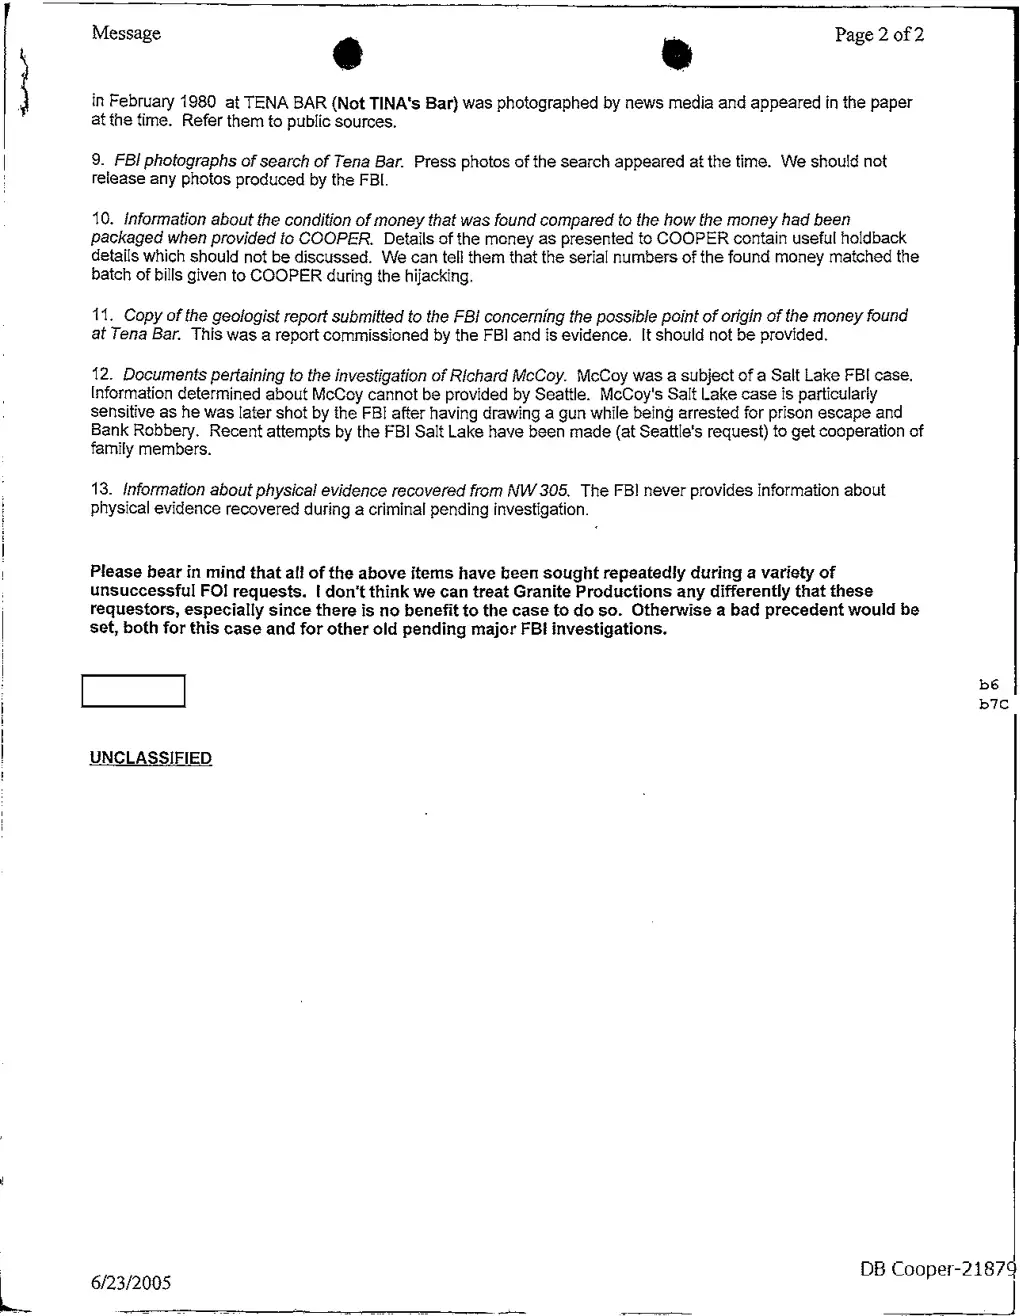 Message
Page 2 of 2
in February 1980 at TENA BAR (Not TINA's Bar) was photographed by news media and appeared in the paper
at the time. Refer them to public sources.
9. FBI photographs of search of Tena Bar. Press photos of the search appeared at the time. We should not
release any photos produced by the FBI.
10. Information about the condition of money that was found compared to the how the money had been
packaged when provided to COOPER. Details of the money as presented to COOPER contain useful holdback
details which should not be discussed. We can tell them that the serial numbers of the found money matched the
batch of bills given to COOPER during the hijacking.
11. Copy of the geologist report submitted to the FBI concerning the possible point of origin of the money found
at Tena Bar. This was a report commissioned by the FBI and is evidence. It should not be provided.
12. Documents pertaining to the investigation of Richard McCoy. McCoy was a subject of a Salt Lake FBI case.
Information determined about McCoy cannot be provided by Seattle. McCoy's Salt Lake case is particularly
sensitive as he was later shot by the FBI after having drawing a gun while being arrested for prison escape and
Bank Robbery. Recent attempts by the FBI Salt Lake have been made (at Seattle's request) to get cooperation of
family members.
13. Information about physical evidence recovered from NW 305. The FBI never provides information about
physical evidence recovered during a criminal pending investigation.
Please bear in mind that all of the above items have been sought repeatedly during a variety of
unsuccessful FOI requests. I don't think we can treat Granite Productions any differently that these
requestors, especially since there is no benefit to the case to do so. Otherwise a bad precedent would be
set, both for this case and for other old pending major FBI investigations.
b6
b7C
UNCLASSIFIED
DB Cooper-21879
6/23/2005